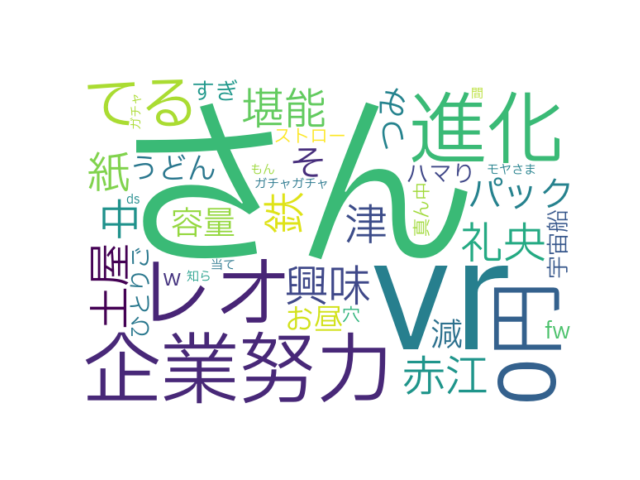 てる
すぎ
堪能
つみ
進化
間
ガチャ
さん
ストロー
紙
うどん
そ
ハマり
モヤさま
もん
ガチャガチャ
パック
ds
中
容量
鉄
津
真ん中
礼央
宇宙船
土屋
ひとりご
w
知ら
当て
レオ
興味
vr
0円
お昼
穴
減
fw
企業努力
赤江